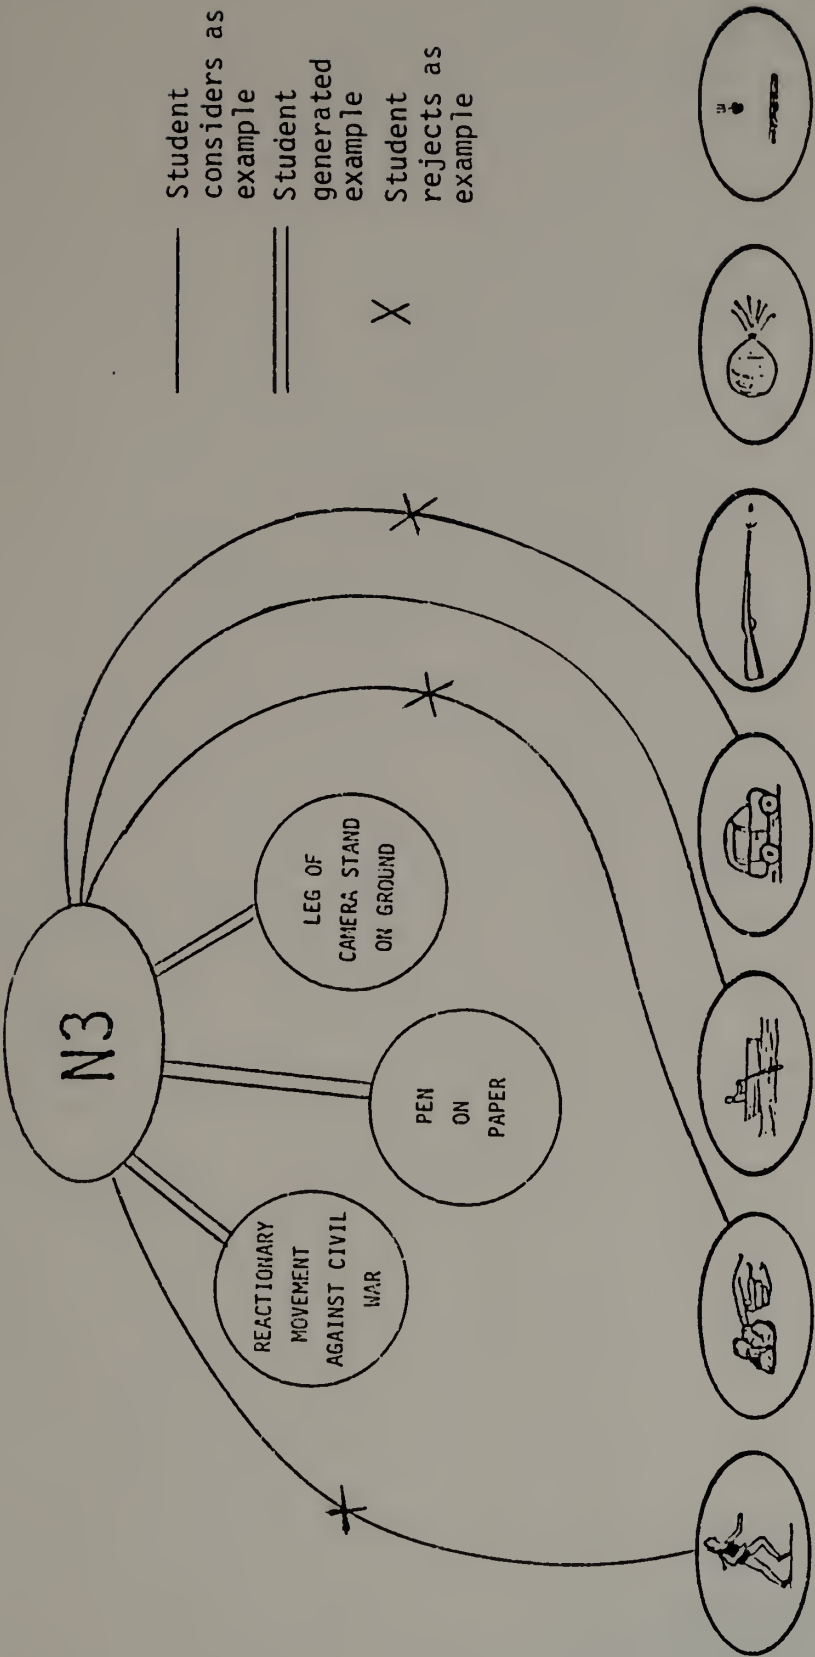 N3
REACTIONARY
MOVEMENT
AGAINST CIVIL
WAR
PEN
ON
PAPER
LEG OF
CAMERA STAND
ON GROUND
Student
considers as
example
Student
generated
example
X
Student
rejects as
example